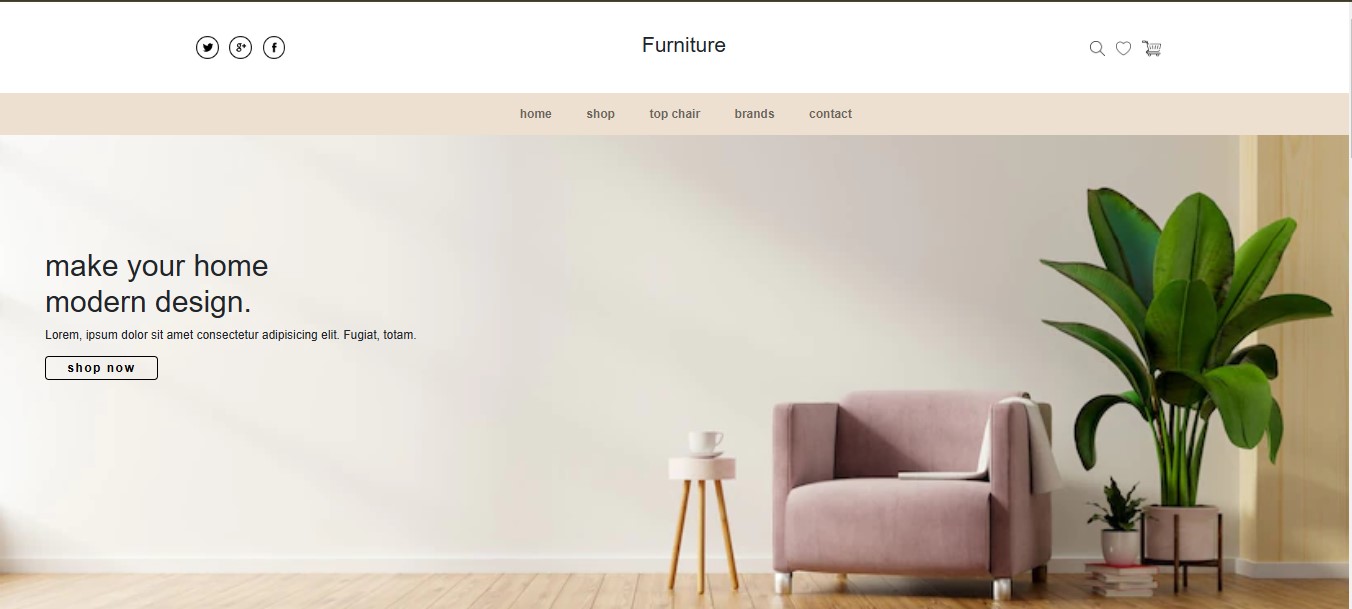 Furniture
home shop top chair brands contact
make your home
modern design.
Lorem, ipsum dolor sit amet consectetur adipisicing elit. Fugiat, totam.
shop now